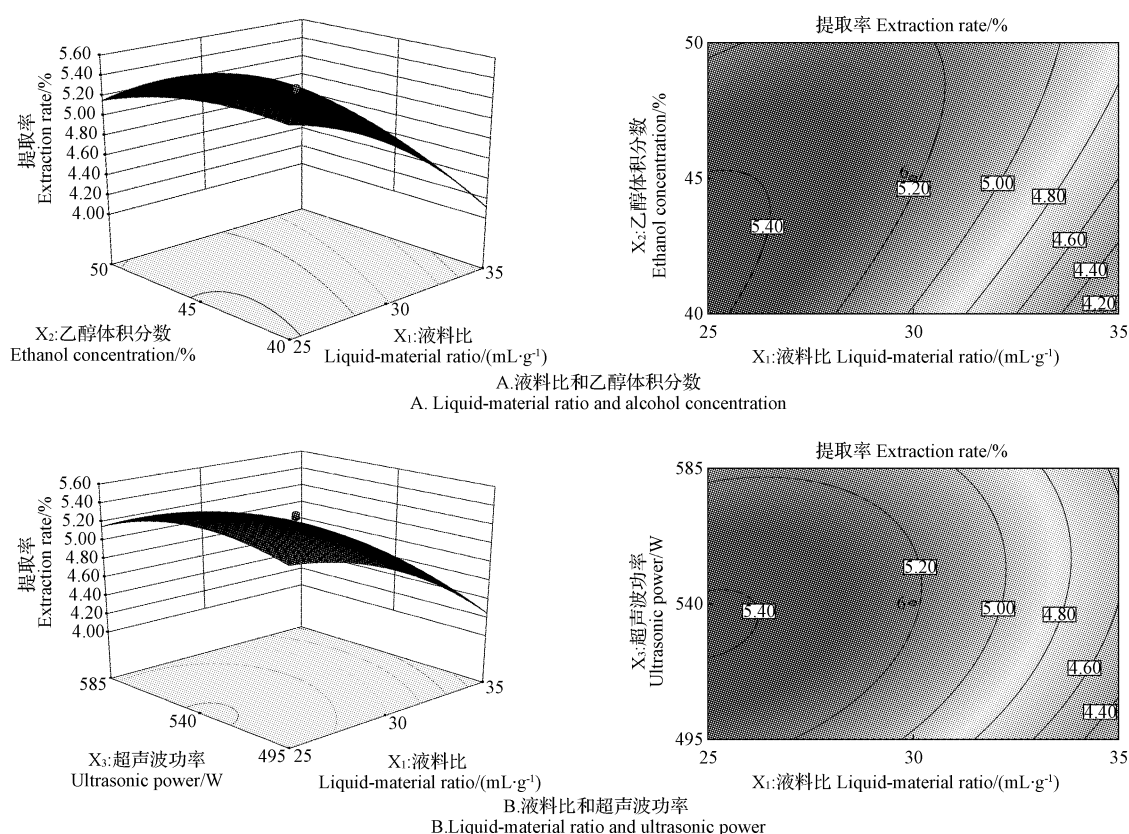 5.60
5.40
5.20
5.00
4.80
4.60
4.40
4.20
4.00
提取率
Extraction rate/%
50
45
40
25
30
35
X₂:乙醇体积分数
Ethanol concentration/%
X₁:液料比
Liquid-material ratio/(mL·g⁻¹)
提取率 Extraction rate/%
50
45
40
X₂:乙醇体积分数
Ethanol concentration/%
6
5.20
5.00
4.80
5.40
4.60
4.40
4.20
25
30
35
X₁:液料比 Liquid-material ratio/(mL·g⁻¹)
A.液料比和乙醇体积分数
A. Liquid-material ratio and alcohol concentration
5.60
5.40
5.20
5.00
4.80
4.60
4.40
4.20
4.00
提取率
Extraction rate/%
585
540
495
25
30
35
X₃:超声波功率
Ultrasonic power/W
X₁:液料比
Liquid-material ratio/(mL·g⁻¹)
提取率 Extraction rate/%
585
540
495
X₃:超声波功率
Ultrasonic power/W
5.20
6
5.40
5.00
4.80
4.60
4.40
25
30
35
X₁:液料比 Liquid-material ratio/(mL·g⁻¹)
B.液料比和超声波功率
B.Liquid-material ratio and ultrasonic power